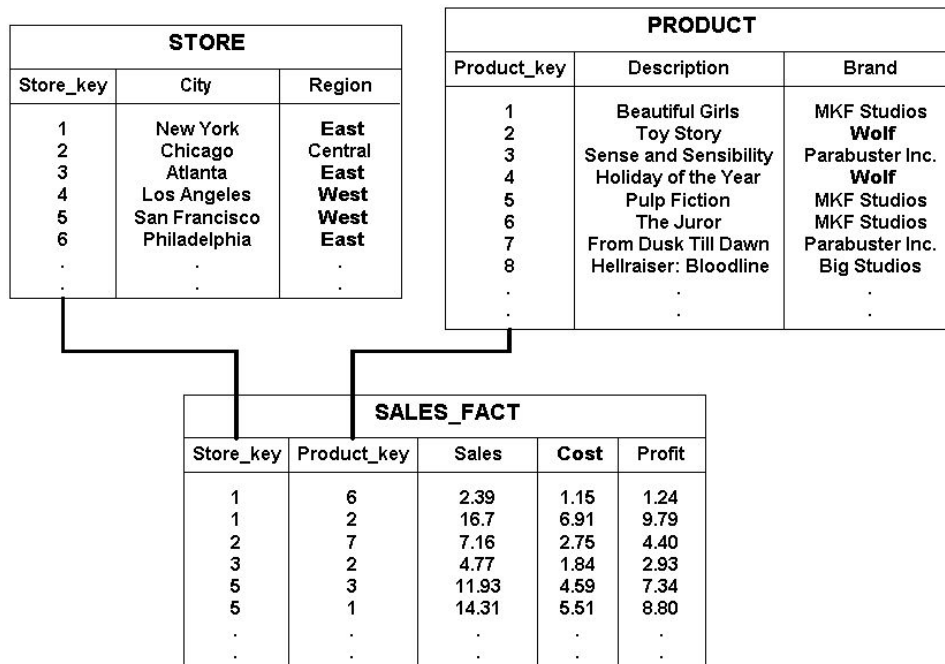 STORE
Store_key City Region
1 New York East
2 Chicago Central
3 Atlanta East
4 Los Angeles West
5 San Francisco West
6 Philadelphia East
. . .
. . .
PRODUCT
Product_key Description Brand
1 Beautiful Girls MKF Studios
2 Toy Story Wolf
3 Sense and Sensibility Parabuster Inc.
4 Holiday of the Year Wolf
5 Pulp Fiction MKF Studios
6 The Juror MKF Studios
7 From Dusk Till Dawn Parabuster Inc.
8 Hellraiser: Bloodline Big Studios
. . .
. . .
SALES_FACT
Store_key Product_key Sales Cost Profit
1 6 2.39 1.15 1.24
1 2 16.7 6.91 9.79
2 7 7.16 2.75 4.40
3 2 4.77 1.84 2.93
5 3 11.93 4.59 7.34
5 1 14.31 5.51 8.80
. . . . .
. . . . .